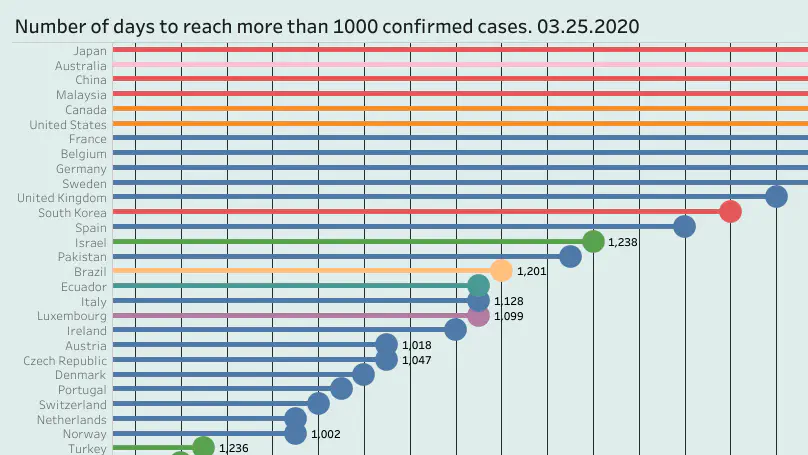 Number of days to reach more than 1000 confirmed cases. 03.25.2020
Japan
Australia
China
Malaysia
Canada
United States
France
Belgium
Germany
Sweden
United Kingdom
South Korea
Spain
Israel 1,238
Pakistan
Brazil 1,201
Ecuador
Italy 1,128
Luxembourg 1,099
Ireland
Austria 1,018
Czech Republic 1,047
Denmark
Portugal
Switzerland
Netherlands
Norway 1,002
Turkey 1,236